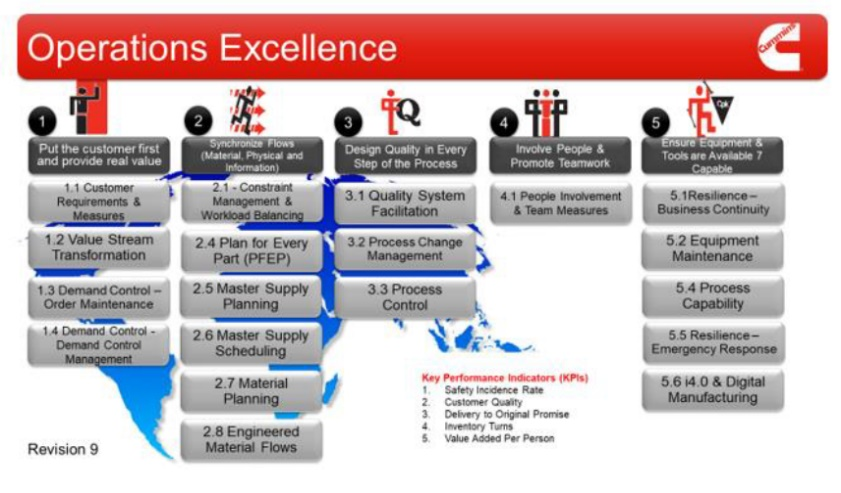 Operations Excellence
Cummins
1
Put the customer first
and provide real value
1.1 Customer
Requirements &
Measures
1.2 Value Stream
Transformation
1.3 Demand Control –
Order Maintenance
1.4 Demand Control -
Demand Control
Management
2
Synchronize Flows
(Material, Physical and
Information)
2.1 - Constraint
Management &
Workload Balancing
2.4 Plan for Every
Part (PFEP)
2.5 Master Supply
Planning
2.6 Master Supply
Scheduling
2.7 Material
Planning
2.8 Engineered
Material Flows
3
Q
Design Quality in Every
Step of the Process
3.1 Quality System
Facilitation
3.2 Process Change
Management
3.3 Process
Control
4
Involve People &
Promote Teamwork
4.1 People Involvement
& Team Measures
5
Cpk
Ensure Equipment &
Tools are Available 7
Capable
5.1Resilience –
Business Continuity
5.2 Equipment
Maintenance
5.4 Process
Capability
5.5 Resilience –
Emergency Response
5.6 i4.0 & Digital
Manufacturing
Key Performance Indicators (KPIs)
1. Safety Incidence Rate
2. Customer Quality
3. Delivery to Original Promise
4. Inventory Turns
5. Value Added Per Person
Revision 9